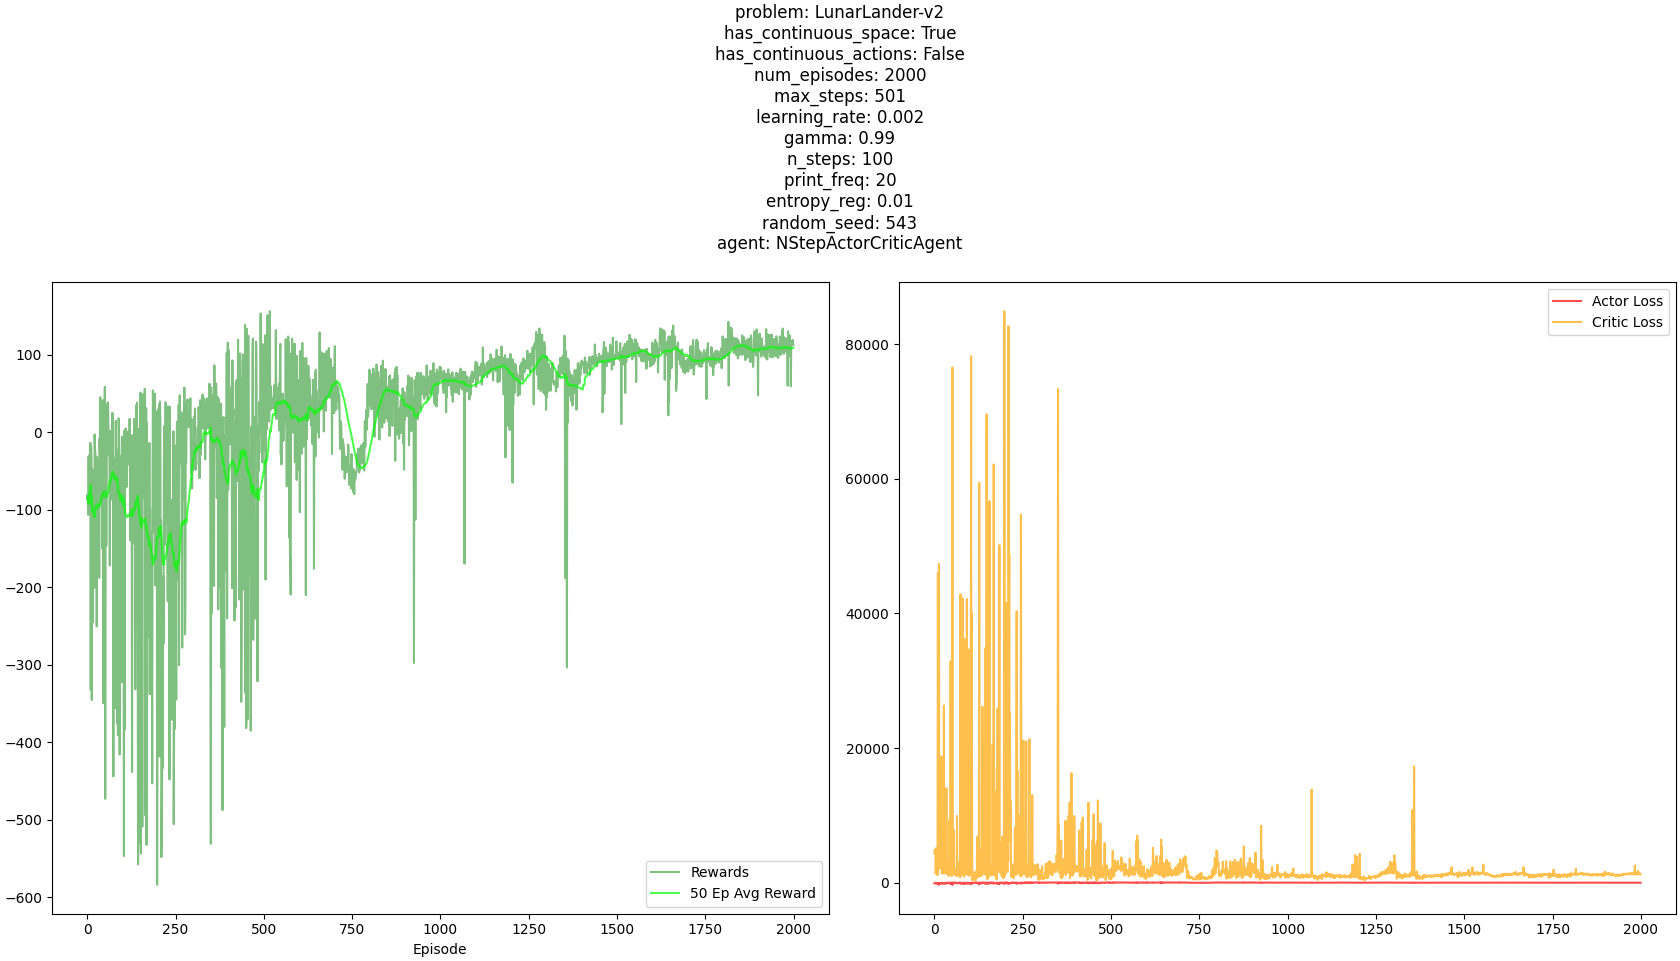 problem: LunarLander-v2
has_continuous_space: True
has_continuous_actions: False
num_episodes: 2000
max_steps: 501
learning_rate: 0.002
gamma: 0.99
n_steps: 100
print_freq: 20
entropy_reg: 0.01
random_seed: 543
agent: NStepActorCriticAgent
100
0
−100
−200
−300
−400
−500
−600
Rewards
50 Ep Avg Reward
0
250
500
750
1000
1250
1500
1750
2000
Episode
Actor Loss
Critic Loss
80000
60000
40000
20000
0
0
250
500
750
1000
1250
1500
1750
2000